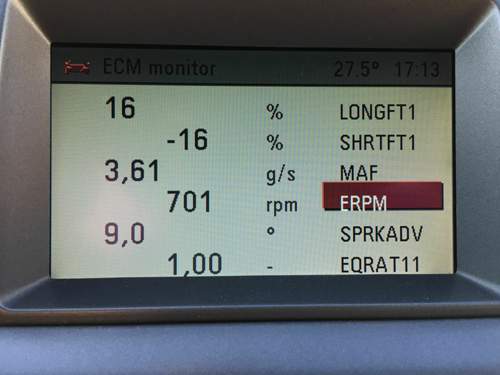 ECM monitor 27.5° 17:13
16 % LONGFT1
-16 % SHRTFT1
3,61 g/s MAF
701 rpm ERPM
9,0 ° SPRKADV
1,00 - EQRAT11